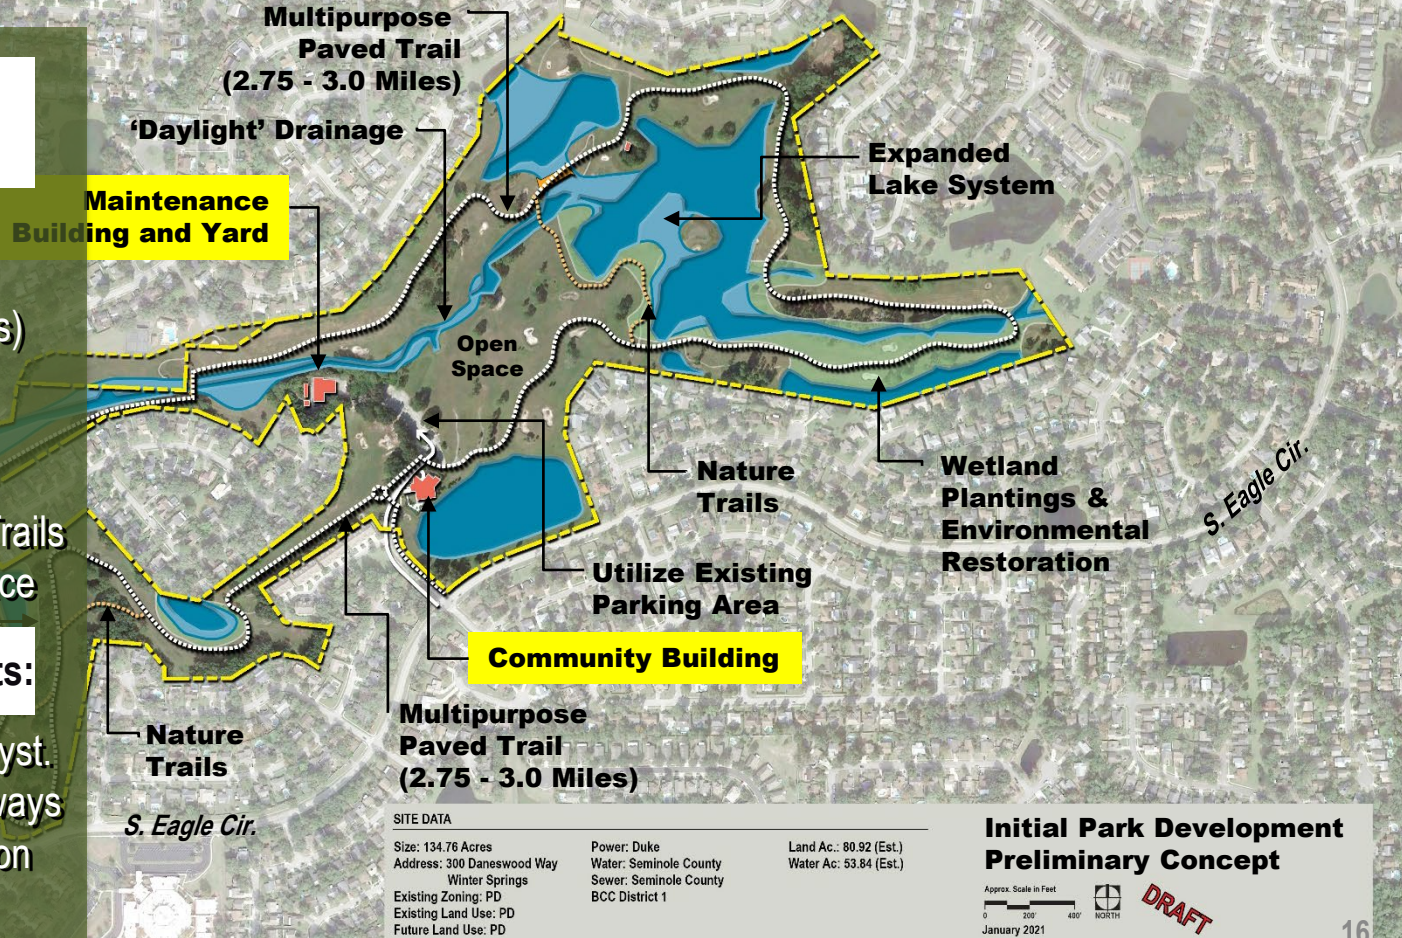 Multipurpose
Paved Trail
(2.75 - 3.0 Miles)
‘Daylight’ Drainage
Maintenance
Building and Yard
Expanded
Lake System
Open
Space
Nature
Trails
Wetland
Plantings &
Environmental
Restoration
S. Eagle Cir.
Utilize Existing
Parking Area
Community Building
Multipurpose
Paved Trail
(2.75 - 3.0 Miles)
Nature
Trails
S. Eagle Cir.
s)
rails
ce
ts:
yst.
ways
on
SITE DATA
Size: 134.76 Acres
Address: 300 Daneswood Way
Winter Springs
Existing Zoning: PD
Existing Land Use: PD
Future Land Use: PD
Power: Duke
Water: Seminole County
Sewer: Seminole County
BCC District 1
Land Ac.: 80.92 (Est.)
Water Ac: 53.84 (Est.)
Initial Park Development
Preliminary Concept
Approx. Scale in Feet
0 200' 400'
NORTH
DRAFT
January 2021
16